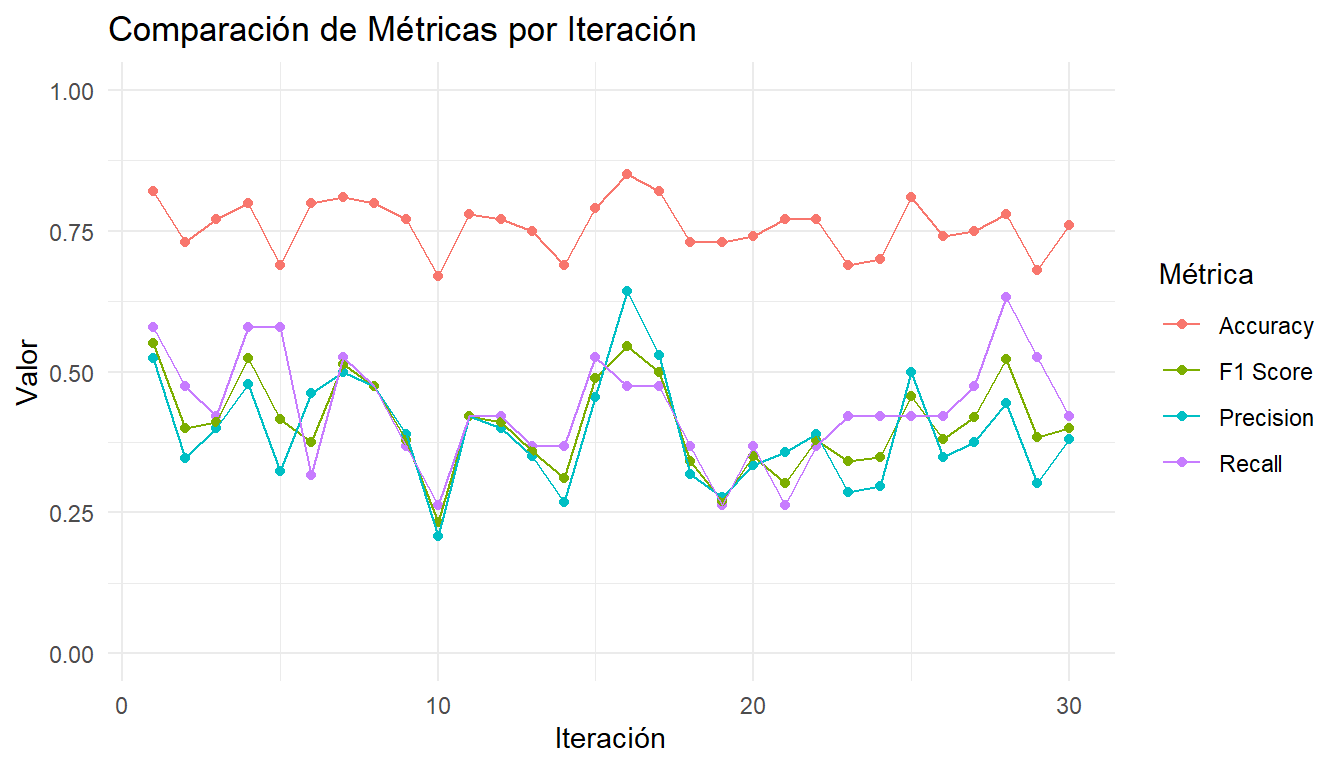 Comparación de Métricas por Iteración
1.00
0.75
0.50
0.25
0.00
Valor
0
10
20
30
Iteración
Métrica
Accuracy
F1 Score
Precision
Recall